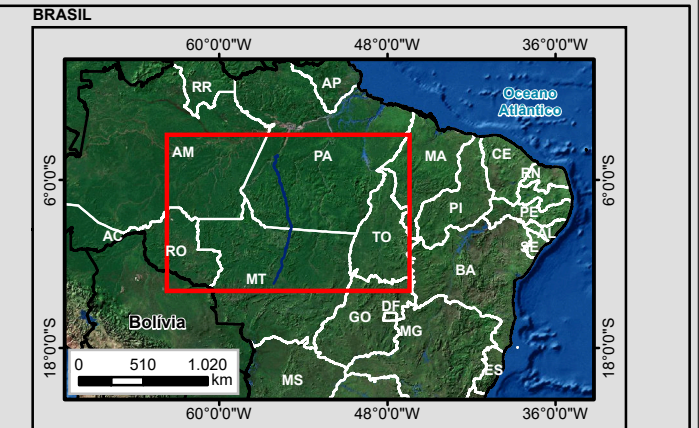 BRASIL
60°0'0"W 48°0'0"W 36°0'0"W
RR
AP
Oceano
Atlântico
AM
PA
MA
CE
RN
6°0'0"S
6°0'0"S
PI
PE
AC
RO
TO
AL
SE
MT
BA
Bolívia
GO
DF
MG
18°0'0"S
18°0'0"S
0 510 1.020
km
MS
ES
60°0'0"W 48°0'0"W 36°0'0"W